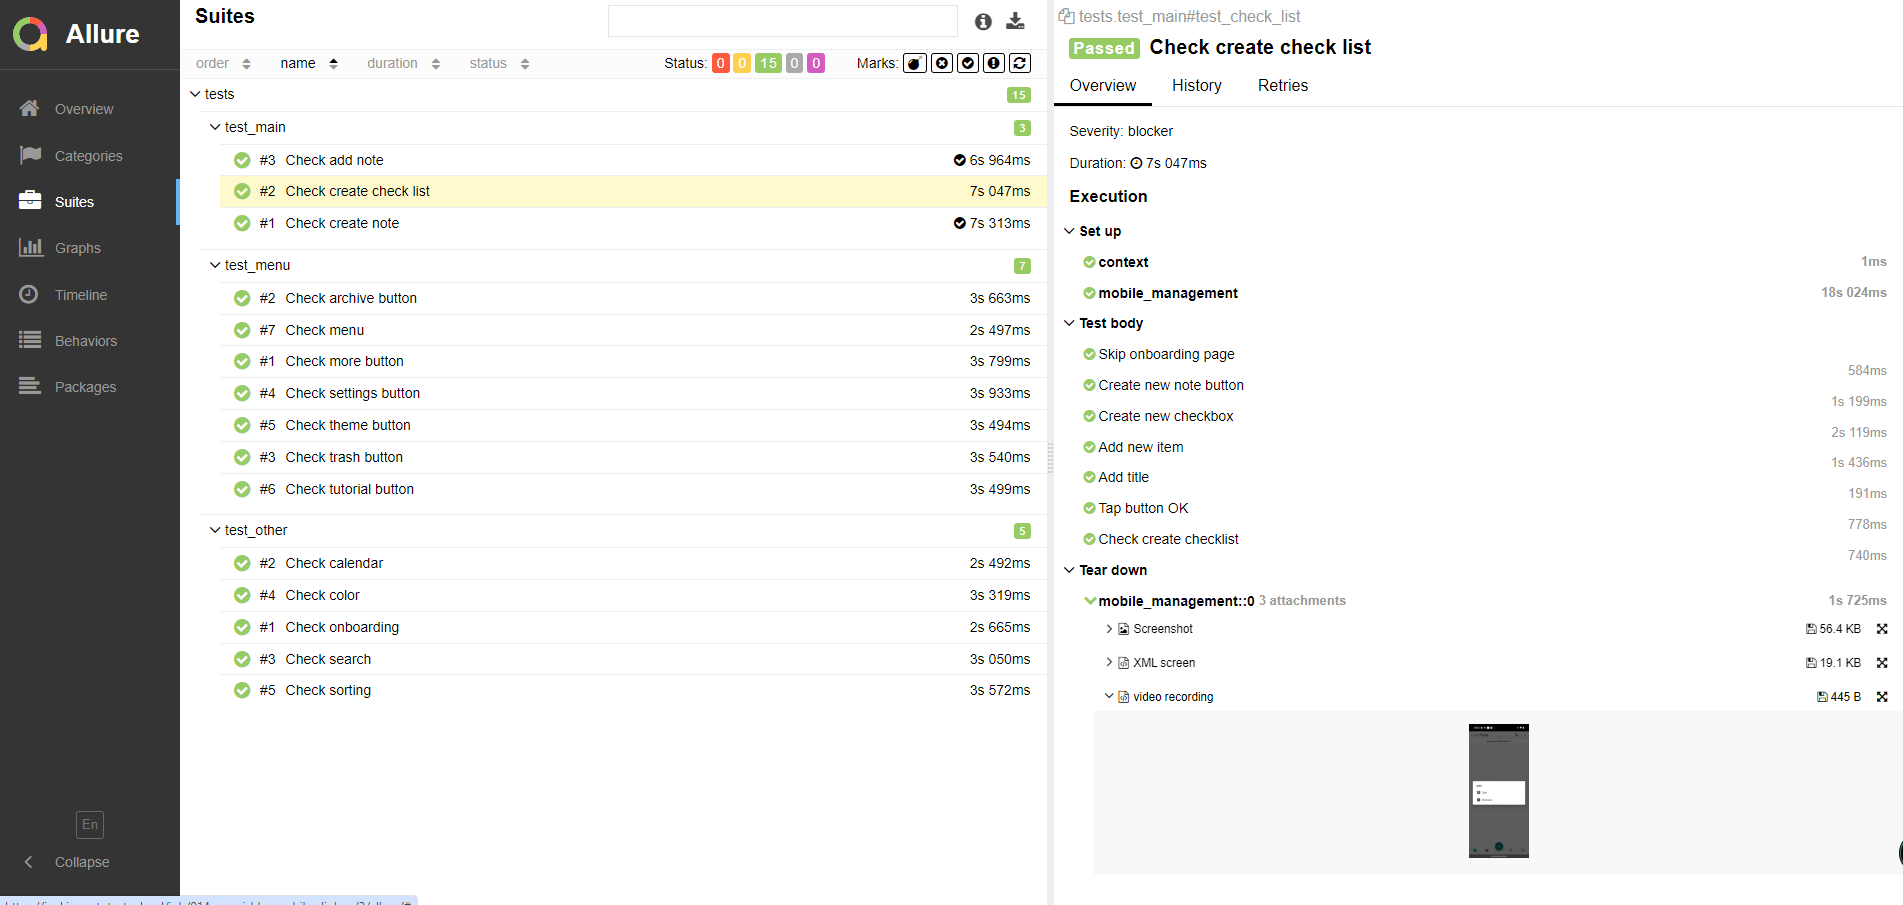 Allure
Overview
Categories
Suites
Graphs
Timeline
Behaviors
Packages
En
Collapse
Suites
order name duration status Status: 0 0 15 0 0 Marks:
tests 15
test_main 3
#3 Check add note 6s 964ms
#2 Check create check list 7s 047ms
#1 Check create note 7s 313ms
test_menu 7
#2 Check archive button 3s 663ms
#7 Check menu 2s 497ms
#1 Check more button 3s 799ms
#4 Check settings button 3s 933ms
#5 Check theme button 3s 494ms
#3 Check trash button 3s 540ms
#6 Check tutorial button 3s 499ms
test_other 5
#2 Check calendar 2s 492ms
#4 Check color 3s 319ms
#1 Check onboarding 2s 665ms
#3 Check search 3s 050ms
#5 Check sorting 3s 572ms
tests.test_main#test_check_list
Passed Check create check list
Overview History Retries
Severity: blocker
Duration: 7s 047ms
Execution
Set up
context 1ms
mobile_management 18s 024ms
Test body
Skip onboarding page
584ms
Create new note button
1s 199ms
Create new checkbox
2s 119ms
Add new item
1s 436ms
Add title
191ms
Tap button OK
778ms
Check create checklist
740ms
Tear down
mobile_management::0 3 attachments 1s 725ms
Screenshot 56.4 KB
XML screen 19.1 KB
video recording 445 B